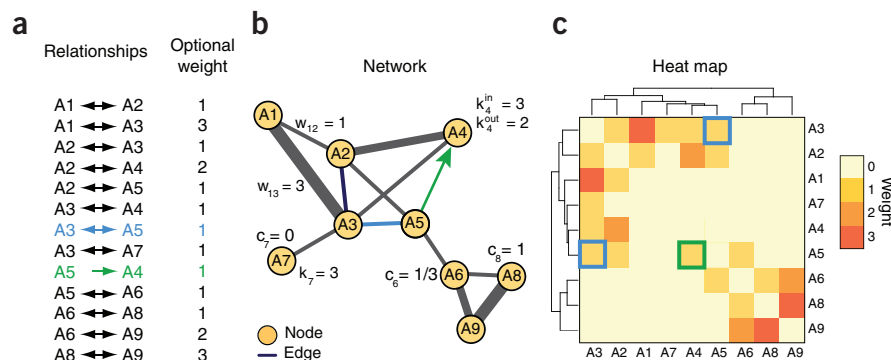 a
Relationships Optional weight
A1 ↔ A2 1
A1 ↔ A3 3
A2 ↔ A3 1
A2 ↔ A4 2
A2 ↔ A5 1
A3 ↔ A4 1
A3 ↔ A5 1
A3 ↔ A7 1
A5 → A4 1
A5 ↔ A6 1
A6 ↔ A8 1
A6 ↔ A9 2
A8 ↔ A9 3
b
Network
A1
w12 = 1
A2
A4
k4^in = 3
k4^out = 2
w13 = 3
A3
A5
c7 = 0
A7
k7 = 3
c6 = 1/3
A6
c8 = 1
A8
A9
Node
Edge
c
Heat map
A3
A2
A1
A7
A4
A5
A6
A8
A9
A3 A2 A1 A7 A4 A5 A6 A8 A9
0
1
2
3
Weight